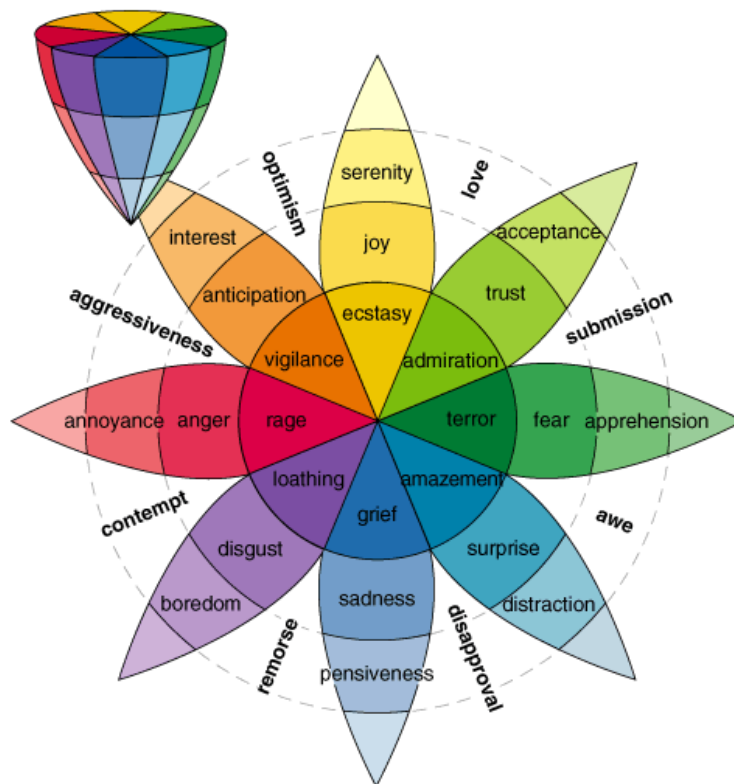 optimism
serenity
love
interest
joy
acceptance
anticipation
trust
aggressiveness
ecstasy
submission
vigilance
admiration
annoyance
anger
rage
terror
fear
apprehension
loathing
amazement
contempt
grief
awe
disgust
surprise
boredom
sadness
distraction
remorse
pensiveness
disapproval